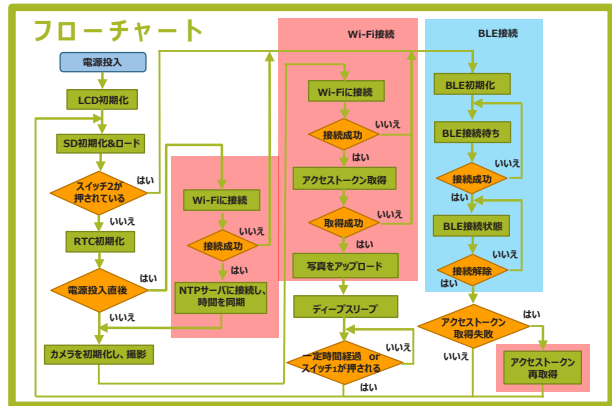 フローチャート
電源投入
LCD初期化
SD初期化&ロード
スイッチ2が
押されている
はい
いいえ
RTC初期化
電源投入直後
はい
いいえ
カメラを初期化し、撮影
Wi-Fiに接続
接続成功
いいえ
はい
NTPサーバに接続し、
時間を同期
Wi-Fi接続
Wi-Fiに接続
接続成功
いいえ
はい
アクセストークン取得
取得成功
いいえ
はい
写真をアップロード
ディープスリープ
一定時間経過 or
スイッチ1が押される
いいえ
はい
BLE接続
BLE初期化
BLE接続待ち
接続成功
いいえ
はい
BLE接続状態
接続解除
いいえ
はい
アクセストークン
取得失敗
はい
いいえ
アクセストークン
再取得